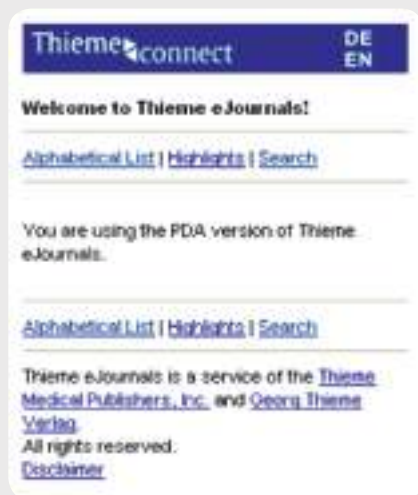 Thieme connect DE
EN
Welcome to Thieme eJournals!
Alphabetical List | Highlights | Search
You are using the PDA version of Thieme
eJournals.
Alphabetical List | Highlights | Search
Thieme eJournals is a service of the Thieme
Medical Publishers, Inc. and Georg Thieme
Verlag.
All rights reserved.
Disclaimer